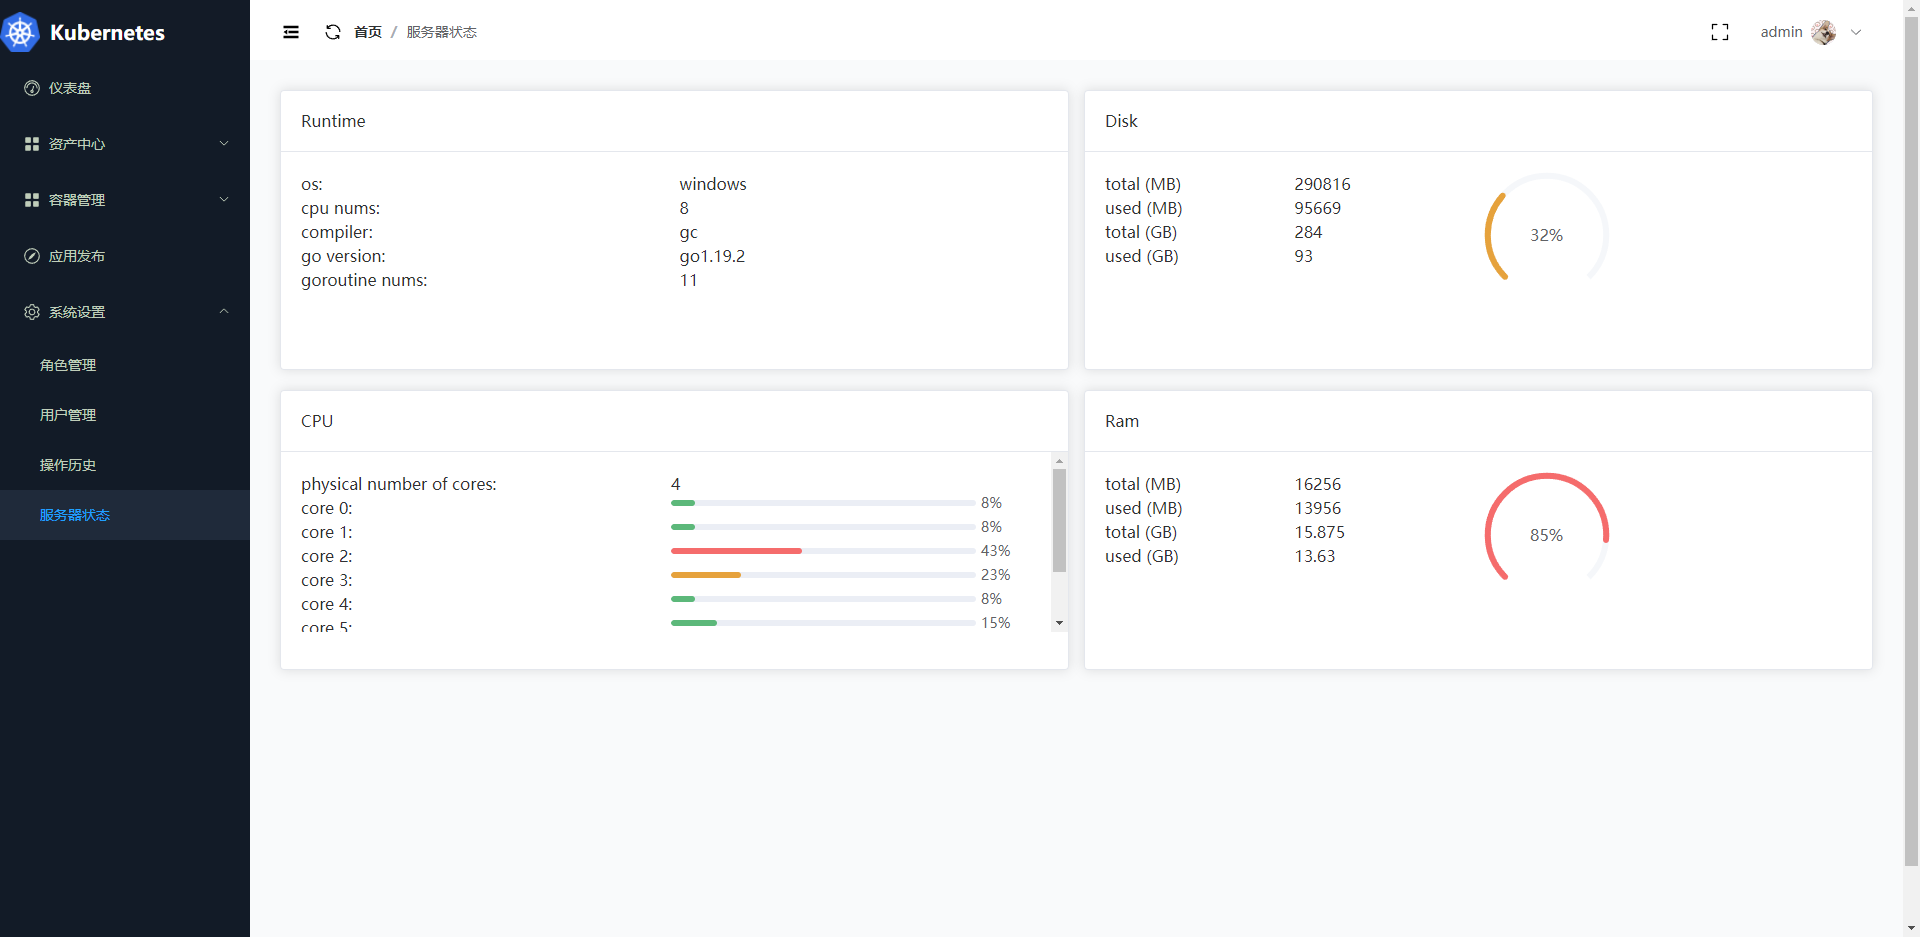 Kubernetes
仪表盘
资产中心
容器管理
应用发布
系统设置
角色管理
用户管理
操作历史
服务器状态
首页 / 服务器状态
admin
Runtime
os: windows
cpu nums: 8
compiler: gc
go version: go1.19.2
goroutine nums: 11
Disk
total (MB) 290816
used (MB) 95669
total (GB) 284
used (GB) 93
32%
CPU
physical number of cores: 4
core 0: 8%
core 1: 8%
core 2: 43%
core 3: 23%
core 4: 8%
core 5: 15%
Ram
total (MB) 16256
used (MB) 13956
total (GB) 15.875
used (GB) 13.63
85%